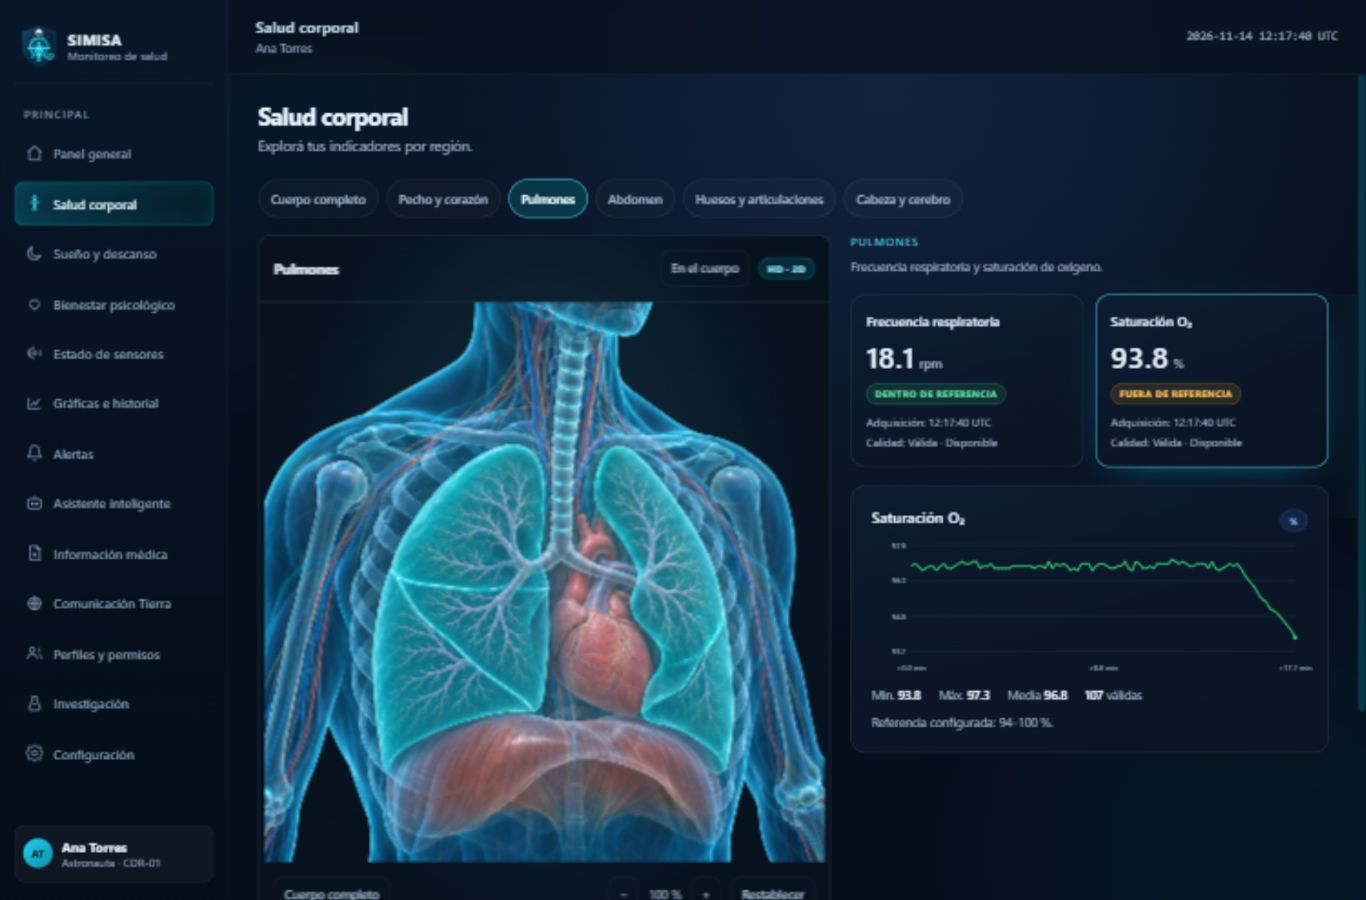 SIMISA
Monitoreo de salud
PRINCIPAL
Panel general
Salud corporal
Sueño y descanso
Bienestar psicológico
Estado de sensores
Gráficas e historial
Alertas
Asistente inteligente
Información médica
Comunicación Tierra
Perfiles y permisos
Investigación
Configuración
AT
Ana Torres
Astronauta · CDR-01
Salud corporal
Ana Torres
2026-11-14 12:17:40 UTC
Salud corporal
Explorá tus indicadores por región.
Cuerpo completo
Pecho y corazón
Pulmones
Abdomen
Huesos y articulaciones
Cabeza y cerebro
Pulmones
En el cuerpo
HD · 2D
Cuerpo completo
−
100 %
+
Restablecer
PULMONES
Frecuencia respiratoria y saturación de oxígeno.
Frecuencia respiratoria
18.1 rpm
DENTRO DE REFERENCIA
Adquisición: 12:17:40 UTC
Calidad: Válida · Disponible
Saturación O₂
93.8 %
FUERA DE REFERENCIA
Adquisición: 12:17:40 UTC
Calidad: Válida · Disponible
Saturación O₂
%
Mín. 93.8 Máx. 97.3 Media 96.8 107 válidas
Referencia configurada: 94–100 %.